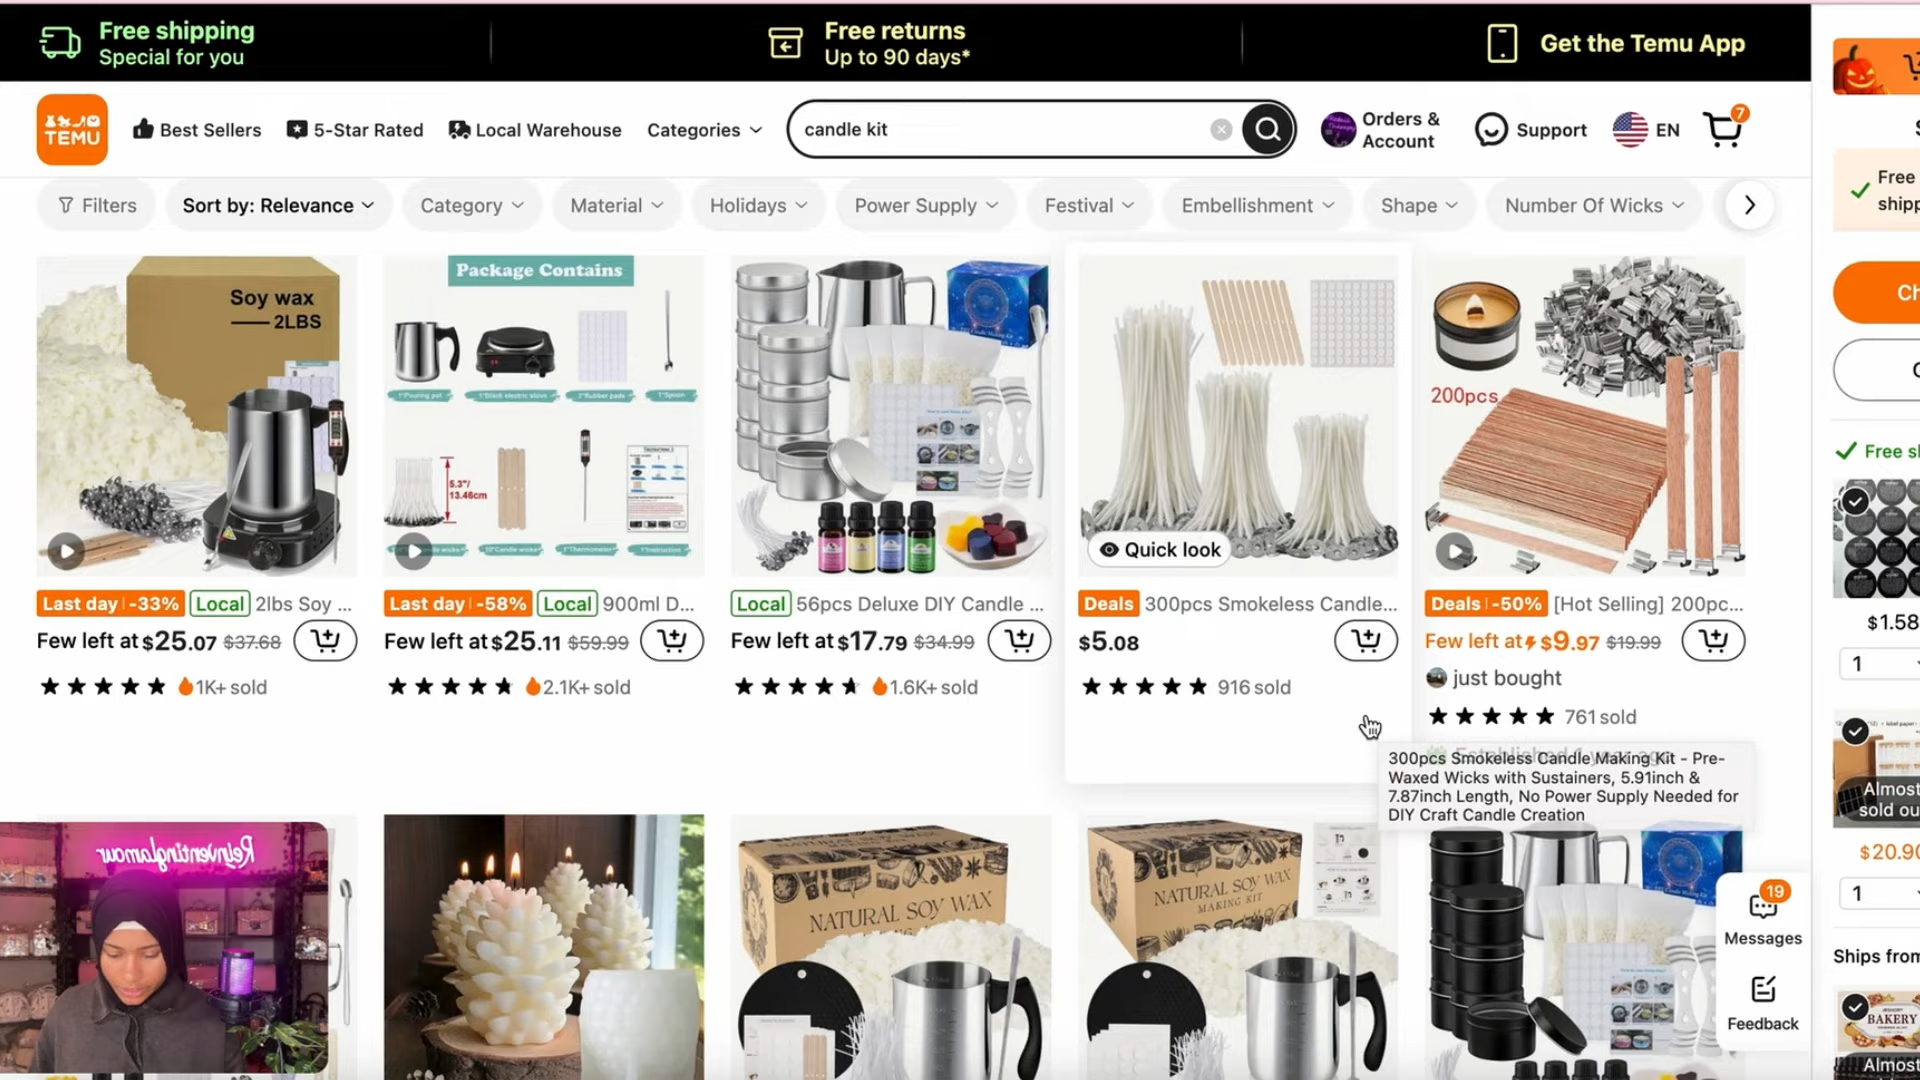 Free shipping
Special for you
Free returns
Up to 90 days*
Get the Temu App
TEMU
Best Sellers
5-Star Rated
Local Warehouse
Categories
candle kit
Orders &
Account
Support
EN
7
Filters
Sort by: Relevance
Category
Material
Holidays
Power Supply
Festival
Embellishment
Shape
Number Of Wicks
Free
Free
Soy wax
2LBS
Package Contains
5.3"/
13.46cm
Quick look
200pcs
Last day -33% Local 2lbs Soy ...
Few left at $25.07 $37.68
1K+ sold
Last day -58% Local 900ml D...
Few left at $25.11 $59.99
2.1K+ sold
Local 56pcs Deluxe DIY Candle ...
Few left at $17.79 $34.99
1.6K+ sold
Deals 300pcs Smokeless Candle...
$5.08
916 sold
Deals -50% [Hot Selling] 200pc...
Few left at $9.97 $19.99
just bought
761 sold
300pcs Smokeless Candle Making Kit - Pre-
Waxed Wicks with Sustainers, 5.91inch &
7.87inch Length, No Power Supply Needed for
DIY Craft Candle Creation
$1.58
1
Almost
sold ou
$20.90
1
Reinventinglamour
NATURAL SOY WAX
NATURAL SOY WAX
MAKING KIT
19
Messages
Feedback
Ships from
BAKERY
Almost